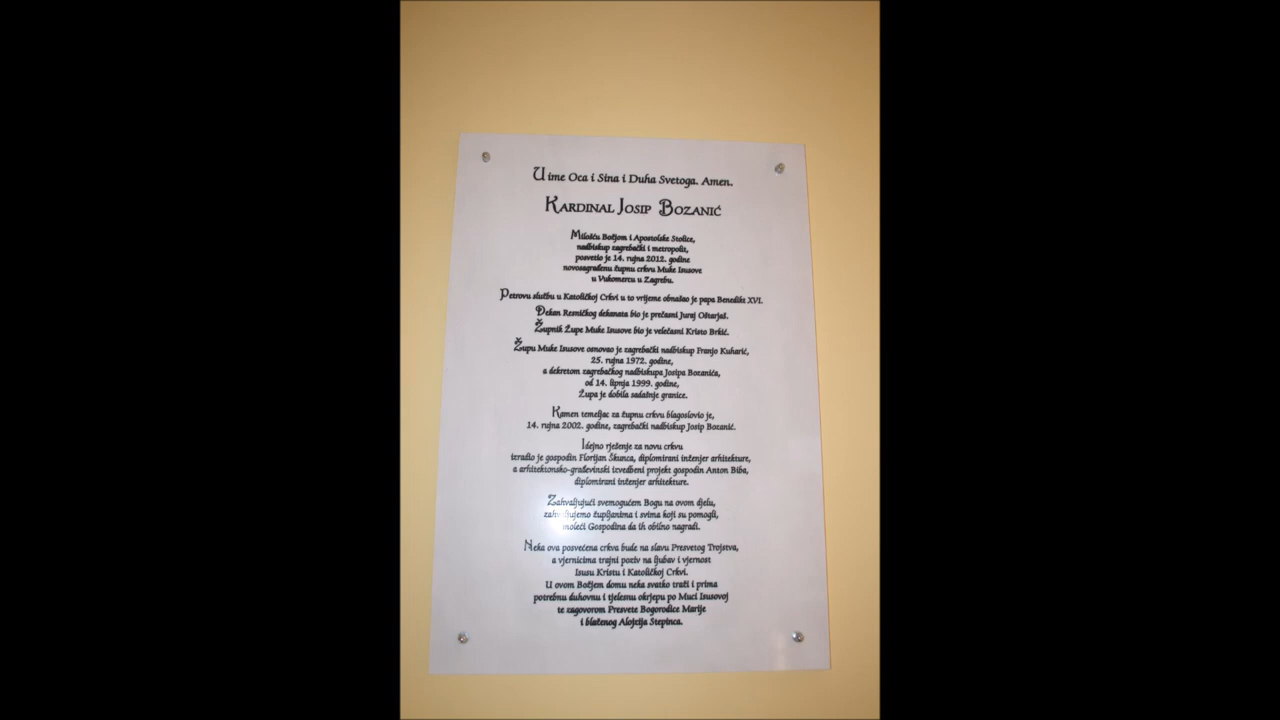 U ime Oca i Sina i Duha Svetoga. Amen.
KARDINAL JOSIP BOZANIĆ
Milošću Božjom i Apostolske Stolice,
nadbiskup zagrebački i metropolit,
posvetio je 14. rujna 2012. godine
novosagrađenu župnu crkvu Muke Isusove
u Vukomercu u Zagrebu.
Petrovu službu u Katoličkoj Crkvi u to vrijeme obnašao je papa Benedikt XVI.
Dekan Resničkog dekanata bio je prečasni Juraj Oštarjaš.
Župnik Župe Muke Isusove bio je velečasni Kristo Brkić.
Župu Muke Isusove osnovao je zagrebački nadbiskup Franjo Kuharić,
25. rujna 1972. godine,
a dekretom zagrebačkog nadbiskupa Josipa Bozanića,
od 14. lipnja 1999. godine,
Župa je dobila sadašnje granice.
Kamen temeljac za župnu crkvu blagoslovio je,
14. rujna 2002. godine, zagrebački nadbiskup Josip Bozanić.
Idejno rješenje za novu crkvu
izradio je gospodin Florijan Škunca, diplomirani inženjer arhitekture,
a arhitektonsko-građevinski izvedbeni projekt gospodin Anton Biba,
diplomirani inženjer arhitekture.
Zahvaljujući svemogućem Bogu na ovom djelu,
zahvaljujemo župljanima i svima koji su pomogli,
moleći Gospodina da ih obilno nagradi.
Neka ova posvećena crkva bude na slavu Presvetog Trojstva,
a vjernicima trajni poziv na ljubav i vjernost
Isusu Kristu i Katoličkoj Crkvi.
U ovom Božjem domu neka svatko traži i prima
potrebnu duhovnu i tjelesnu okrjepu po Muci Isusovoj
te zagovorom Presvete Bogorodice Marije
i blaženog Alojzija Stepinca.